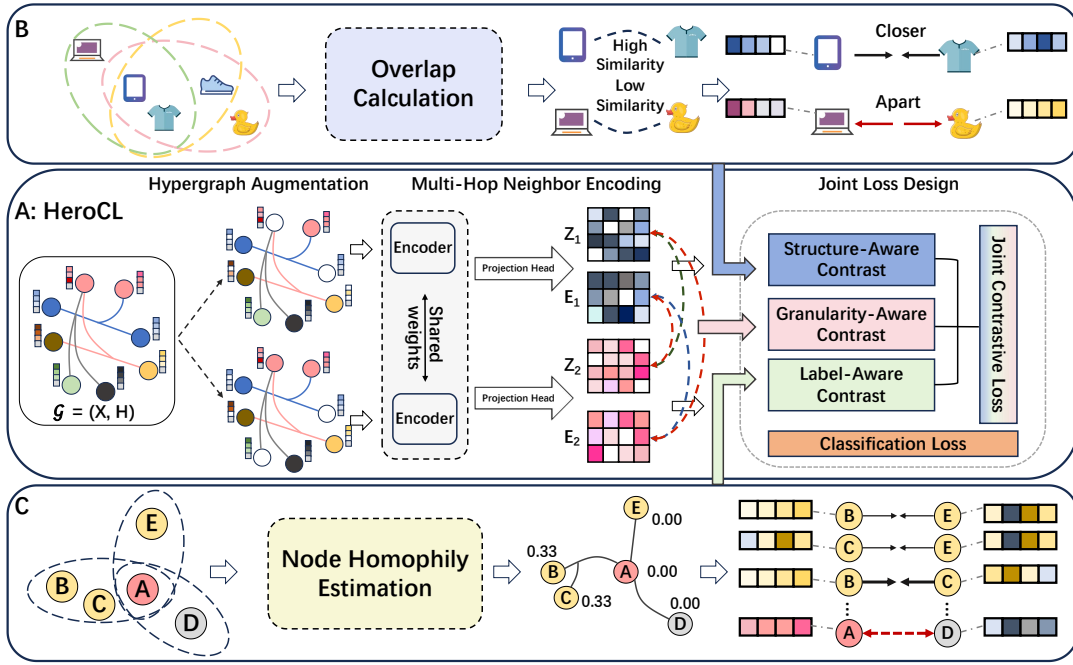 B
Overlap
Calculation
High
Similarity
Low
Similarity
Closer
Apart
A: HeroCL
Hypergraph Augmentation
Multi-Hop Neighbor Encoding
Joint Loss Design
𝓖 = (X, H)
Encoder
Shared
weights
Encoder
Projection Head
Projection Head
Z1
E1
Z2
E2
Structure-Aware
Contrast
Granularity-Aware
Contrast
Label-Aware
Contrast
Joint Contrastive Loss
Classification Loss
C
E
B
C
A
D
Node Homophily
Estimation
E
0.00
0.33
B
A
0.00
C
0.33
0.00
D
B
E
C
E
B
C
A
D